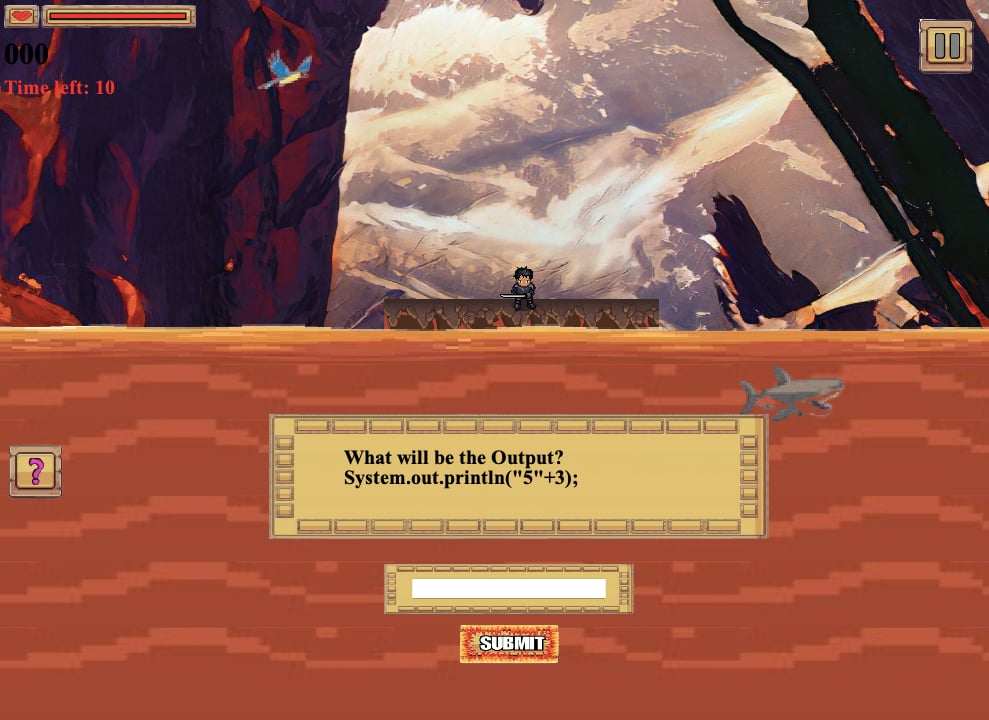 000
Time left: 10
What will be the Output?
System.out.println("5"+3);
?
SUBMIT